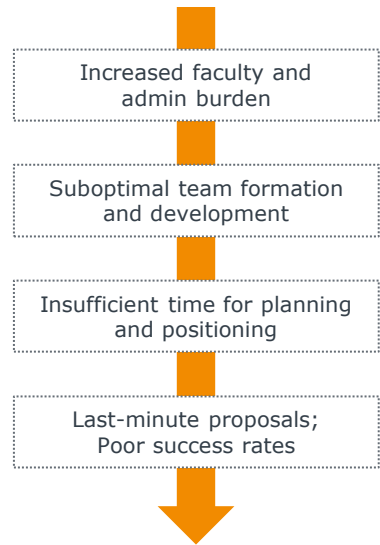 Increased faculty and
admin burden
Suboptimal team formation
and development
Insufficient time for planning
and positioning
Last-minute proposals;
Poor success rates